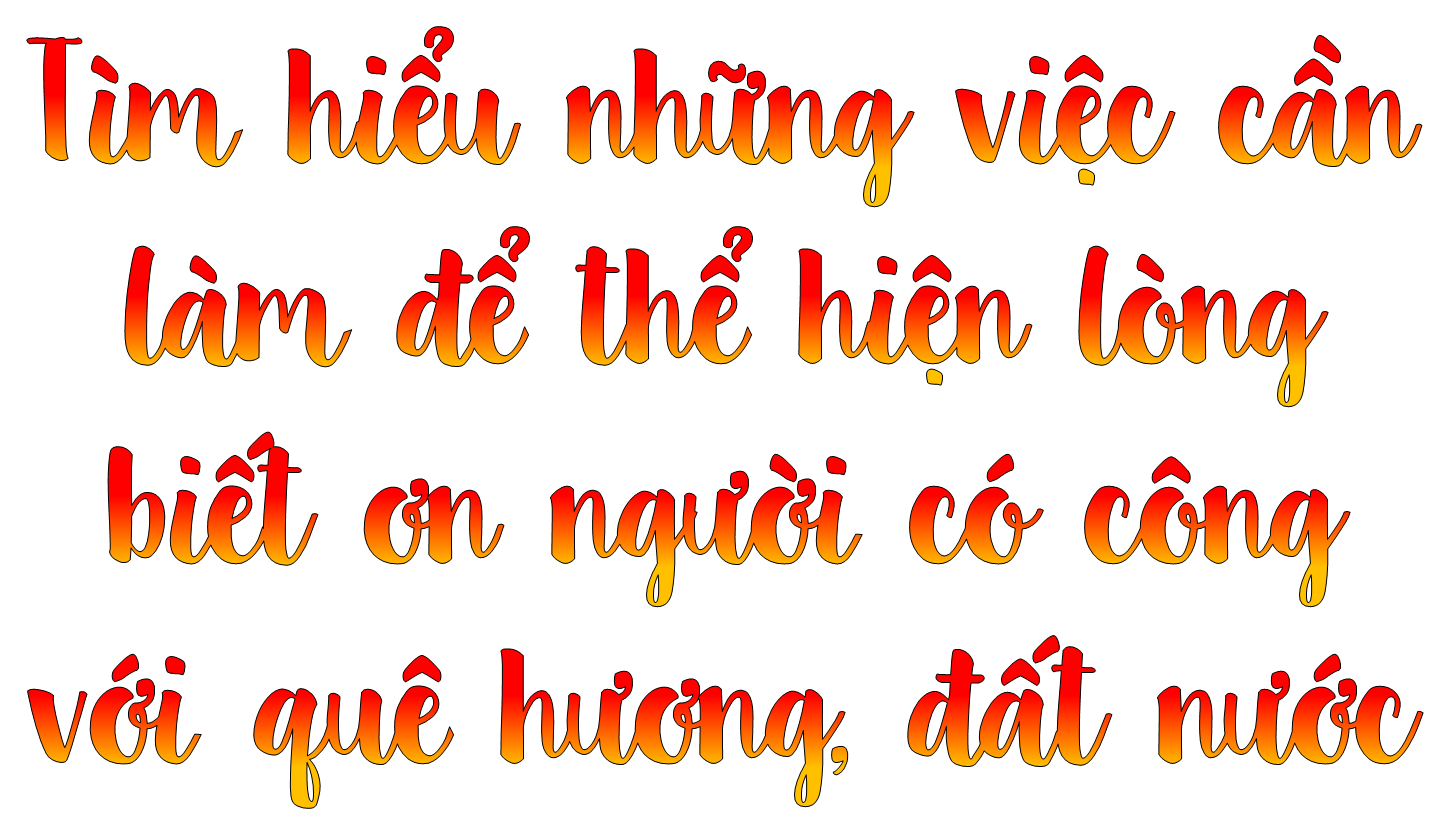 Tìm hiểu những việc cần
làm để thể hiện lòng
biết ơn người có công
với quê hương, đất nước